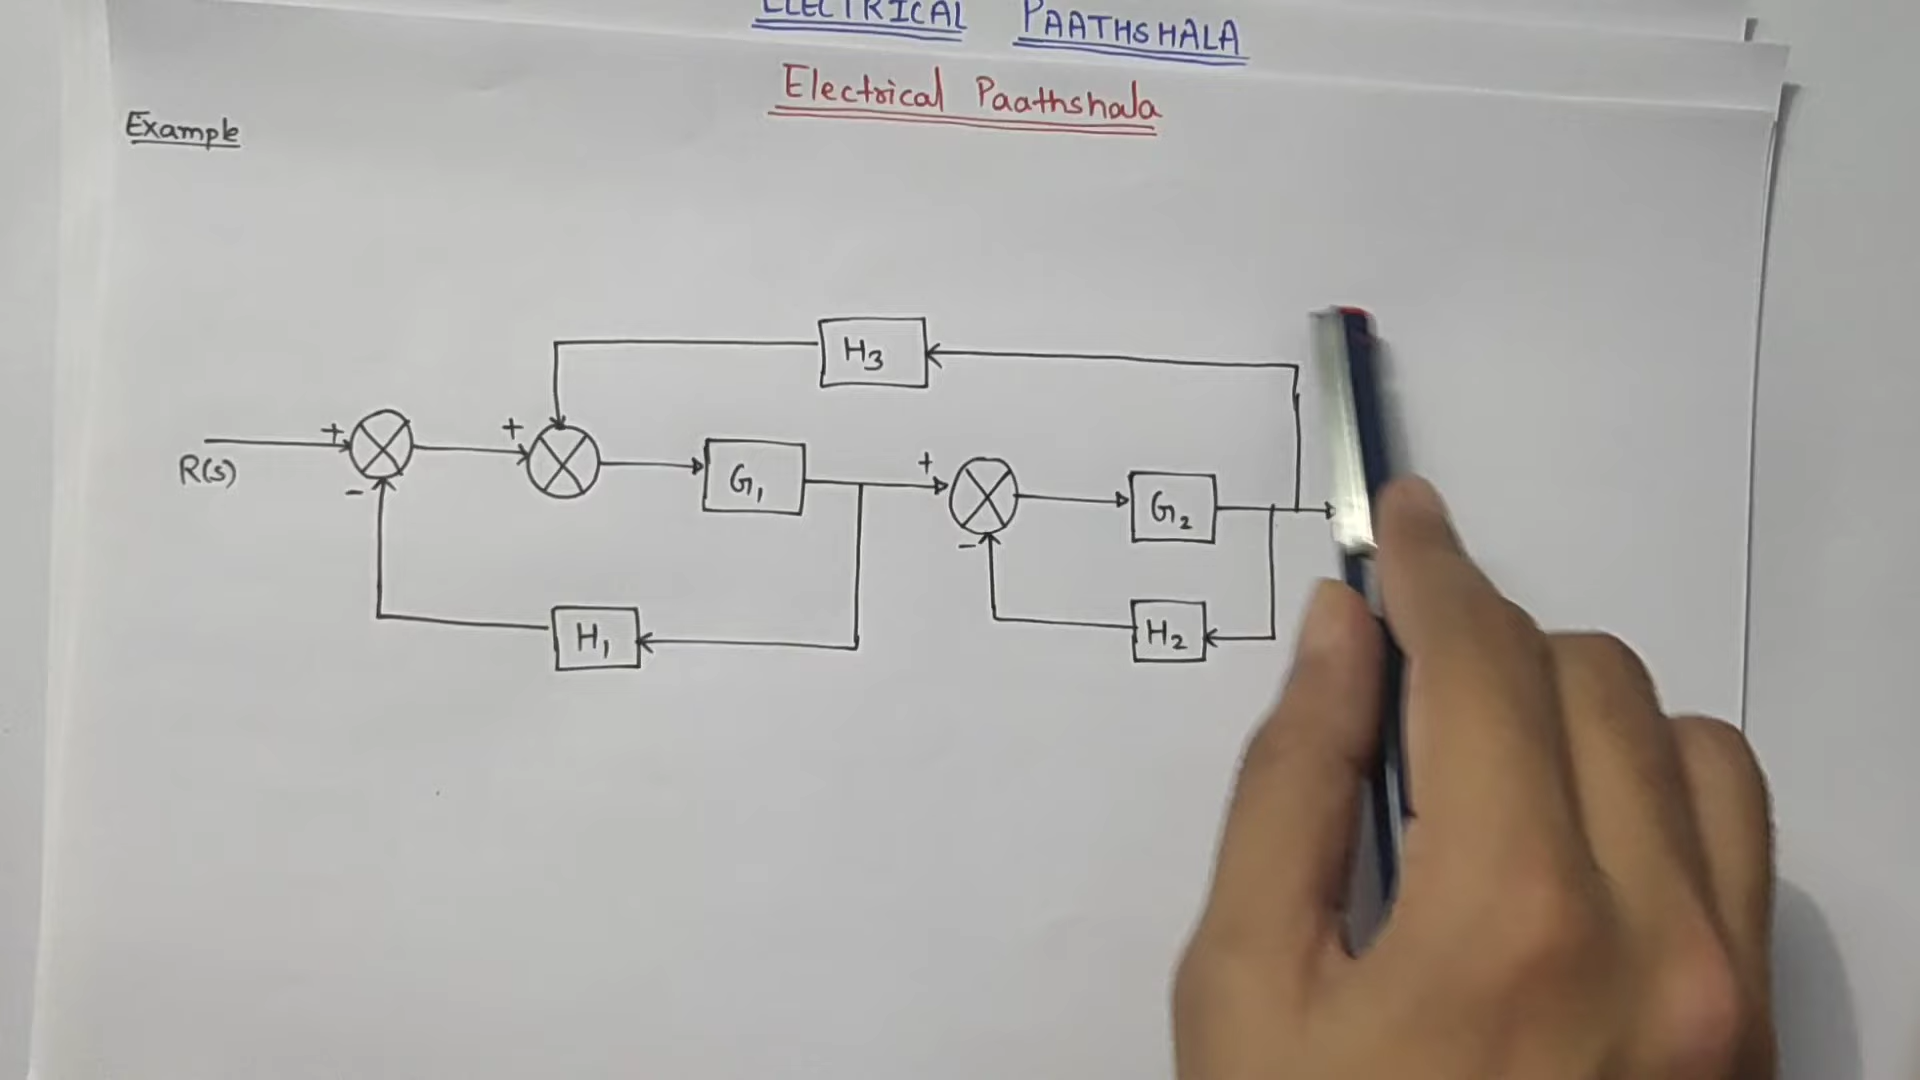 ELECTRICAL PAATHSHALA
Electrical Paathshala
Example
H3
+ + G1 +
R(s) G2
- -
H1 H2